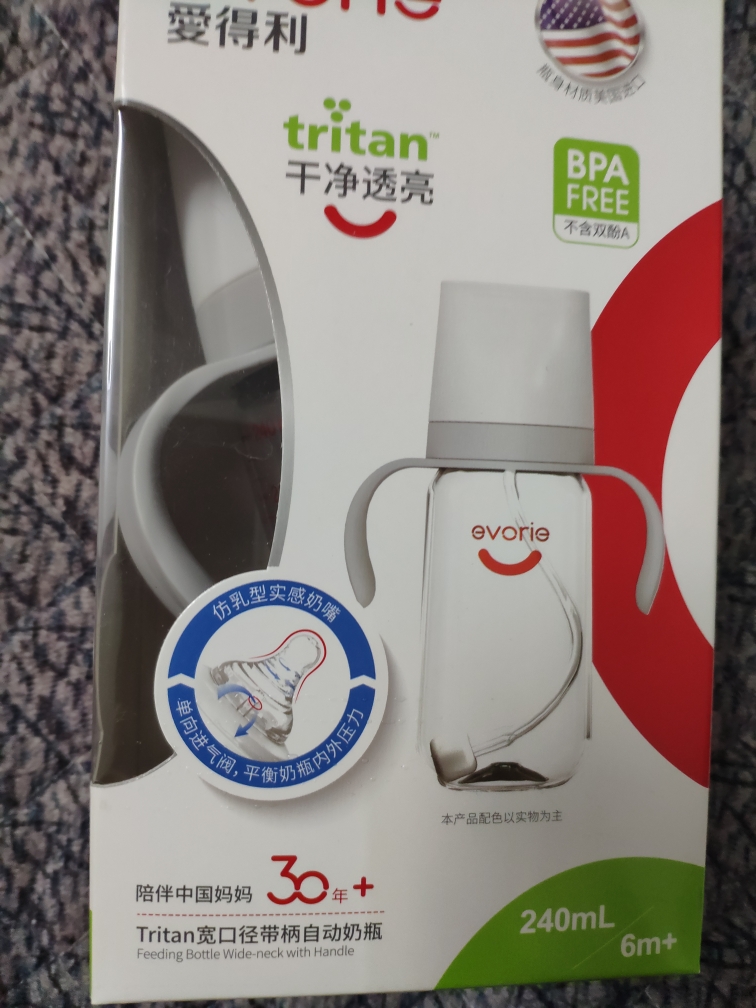 evorie
愛得利
瓶身材质美国进口
tritan™
干净透亮
BPA
FREE
不含双酚A
evorie
仿乳型实感奶嘴
单向进气阀,平衡奶瓶内外压力
本产品配色以实物为主
陪伴中国妈妈 30年+
Tritan宽口径带柄自动奶瓶
Feeding Bottle Wide-neck with Handle
240mL
6m+